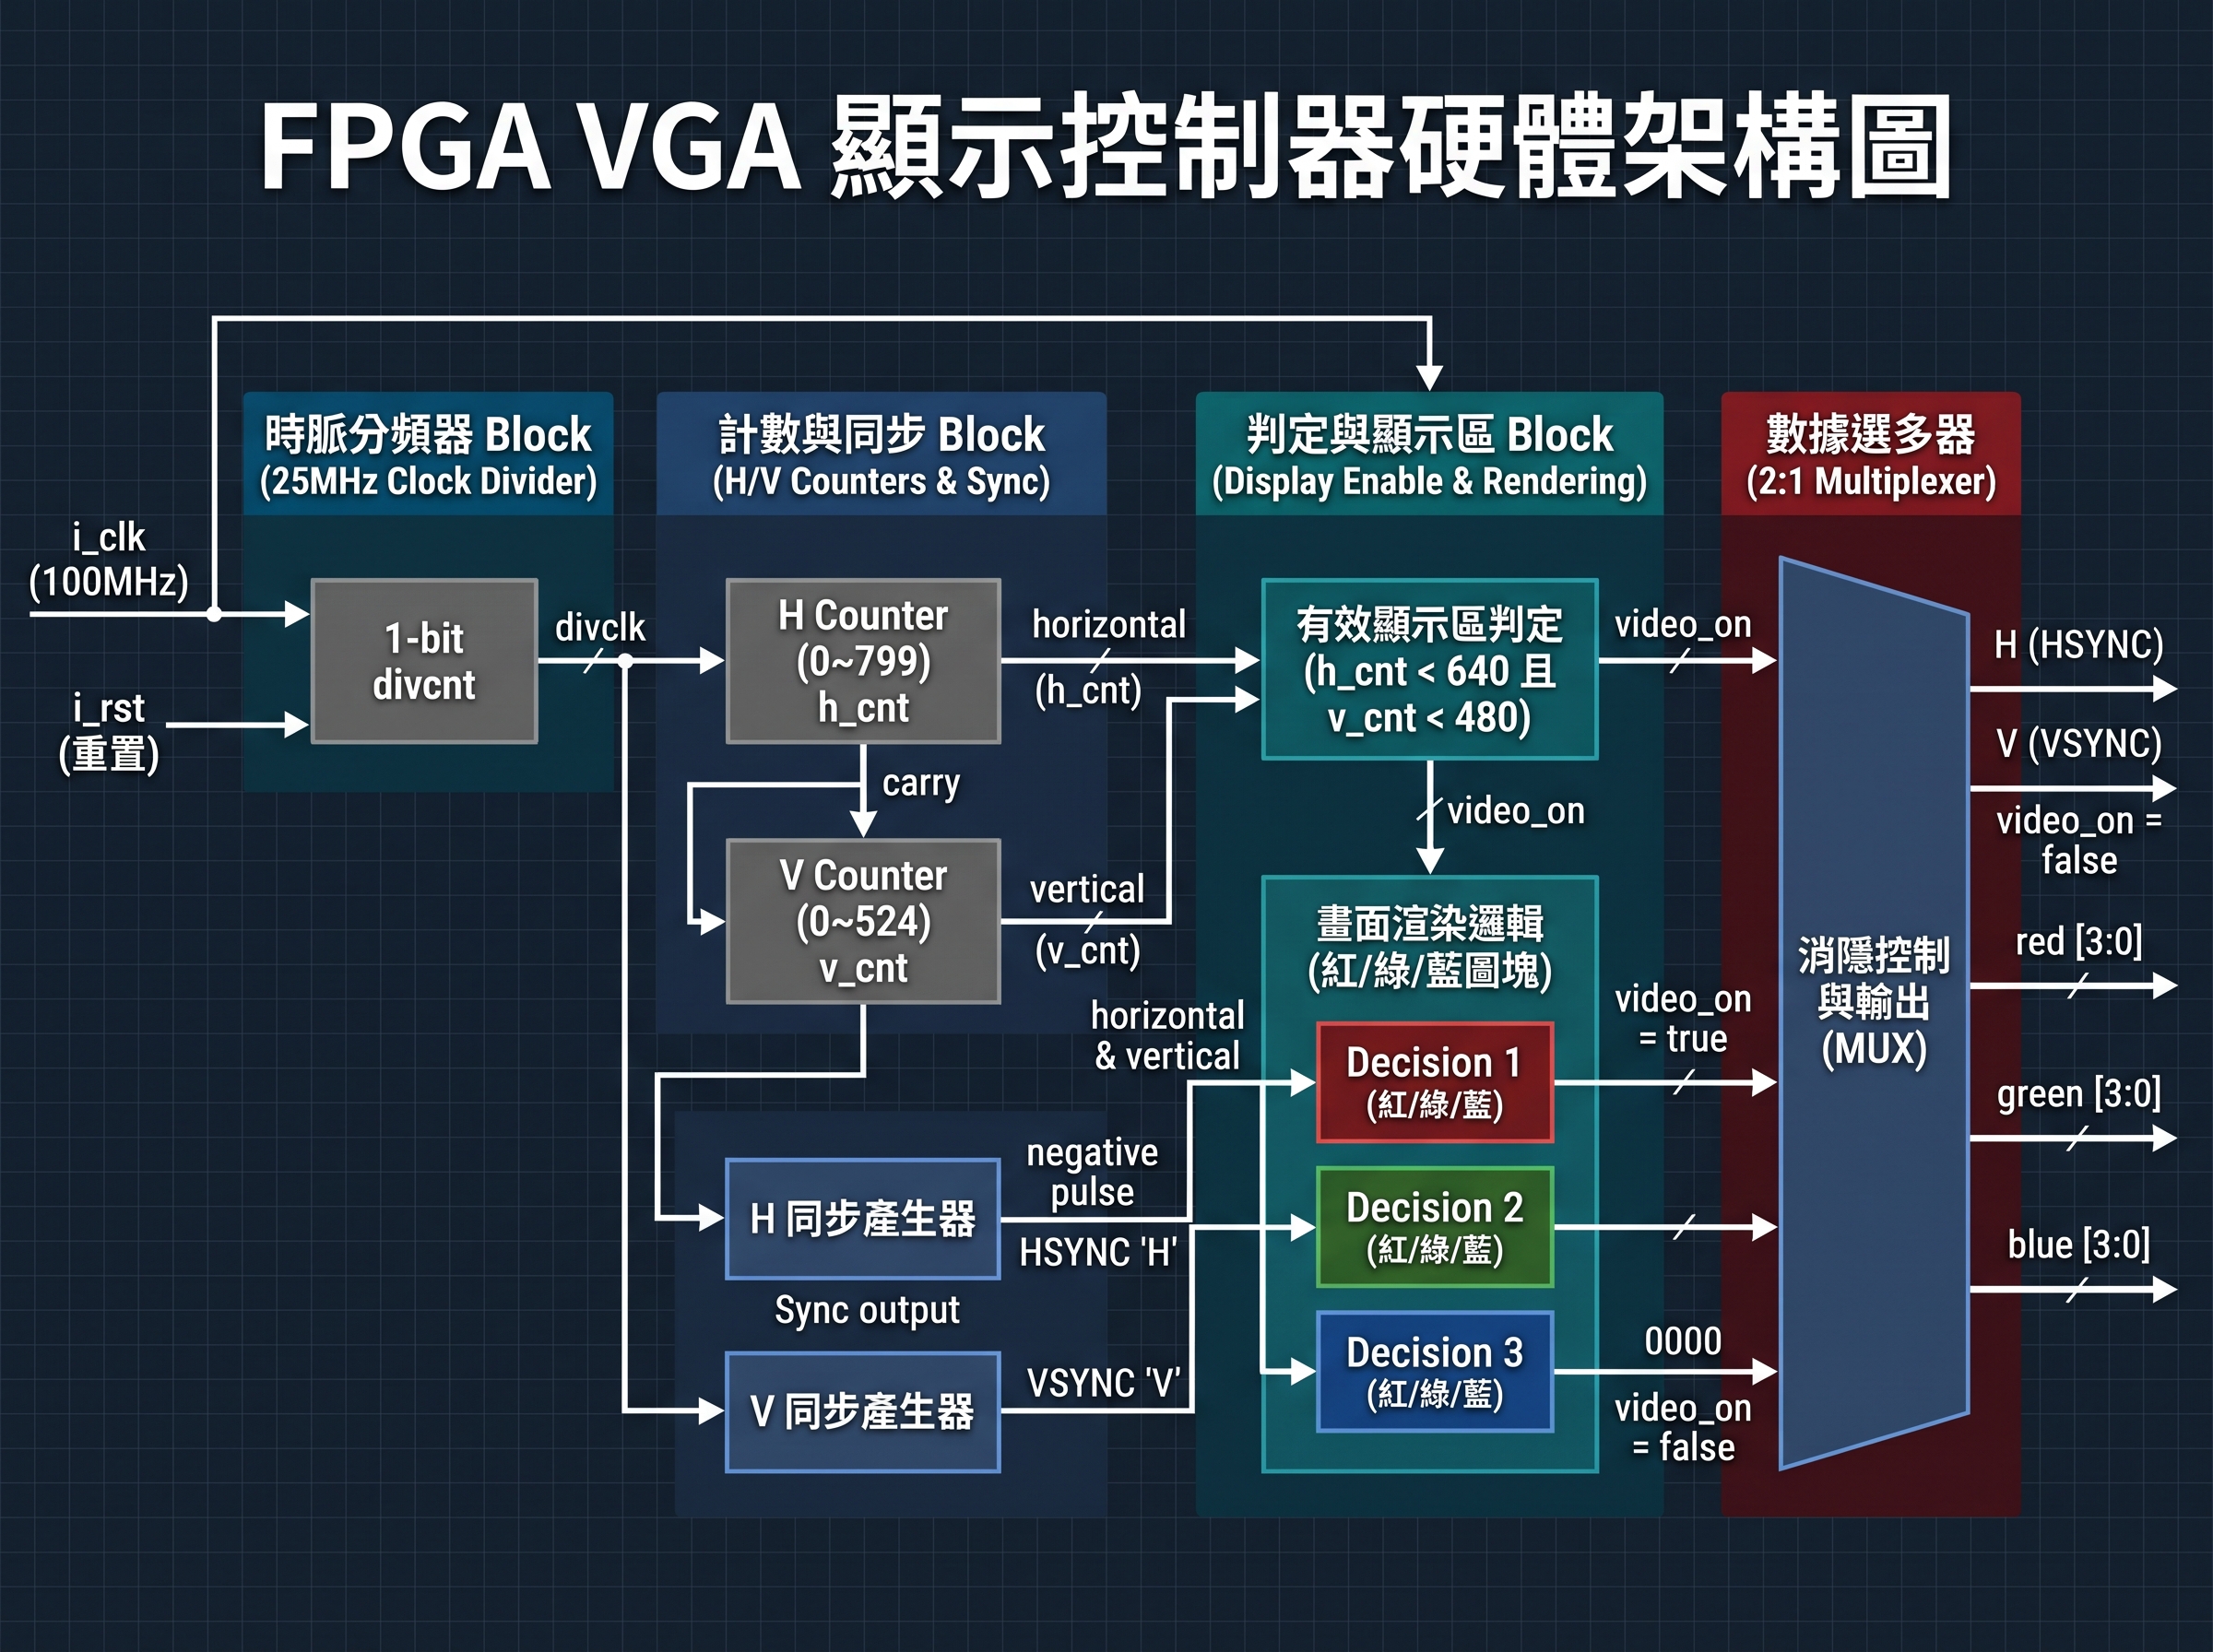 FPGA VGA 顯示控制器硬體架構圖
時脈分頻器 Block
(25MHz Clock Divider)
i_clk
(100MHz)
i_rst
(重置)
1-bit
divcnt
divclk
計數與同步 Block
(H/V Counters & Sync)
H Counter
(0~799)
h_cnt
carry
V Counter
(0~524)
v_cnt
horizontal
(h_cnt)
vertical
(v_cnt)
horizontal
& vertical
H 同步產生器
negative
pulse
HSYNC 'H'
Sync output
V 同步產生器
VSYNC 'V'
判定與顯示區 Block
(Display Enable & Rendering)
有效顯示區判定
(h_cnt < 640 且
v_cnt < 480)
video_on
video_on
畫面渲染邏輯
(紅/綠/藍圖塊)
Decision 1
(紅/綠/藍)
Decision 2
(紅/綠/藍)
Decision 3
(紅/綠/藍)
video_on
= true
0000
video_on
= false
數據選多器
(2:1 Multiplexer)
消隱控制
與輸出
(MUX)
H (HSYNC)
V (VSYNC)
video_on =
false
red [3:0]
green [3:0]
blue [3:0]